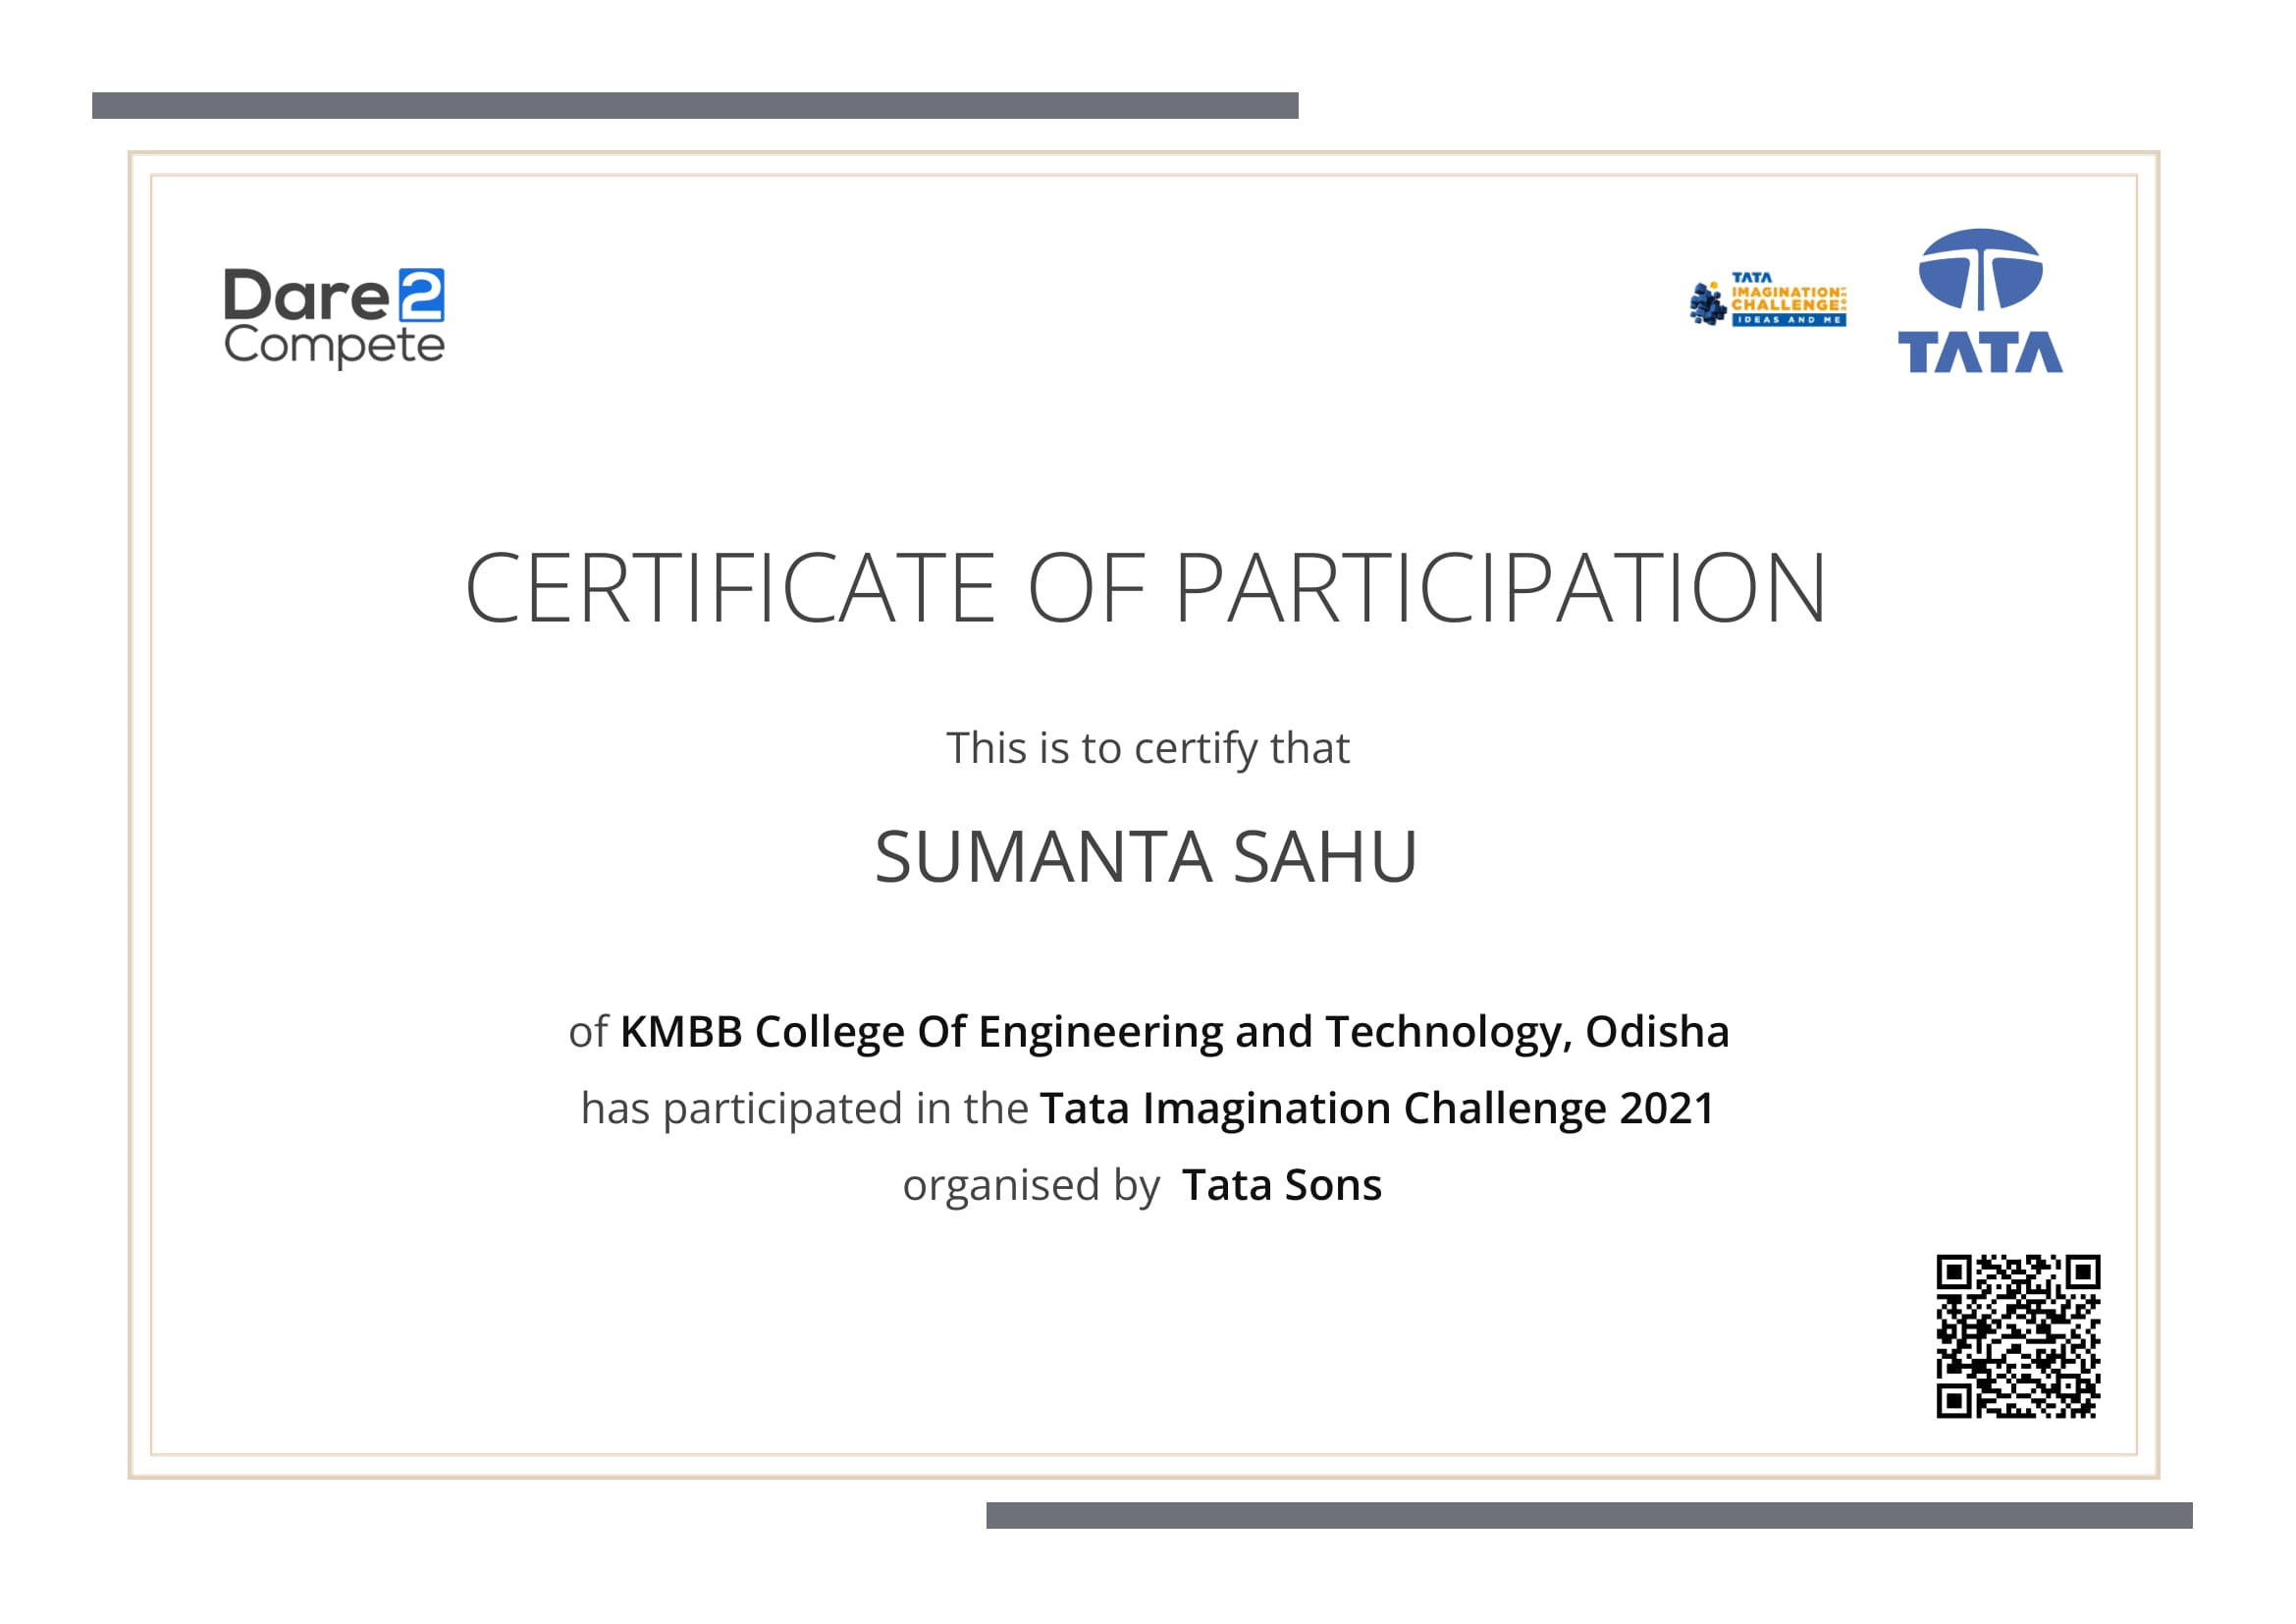 Dare2
Compete
TATA
IMAGINATION
CHALLENGE 2021
IDEAS AND ME
TATA
CERTIFICATE OF PARTICIPATION
This is to certify that
SUMANTA SAHU
of KMBB College Of Engineering and Technology, Odisha
has participated in the Tata Imagination Challenge 2021
organised by Tata Sons